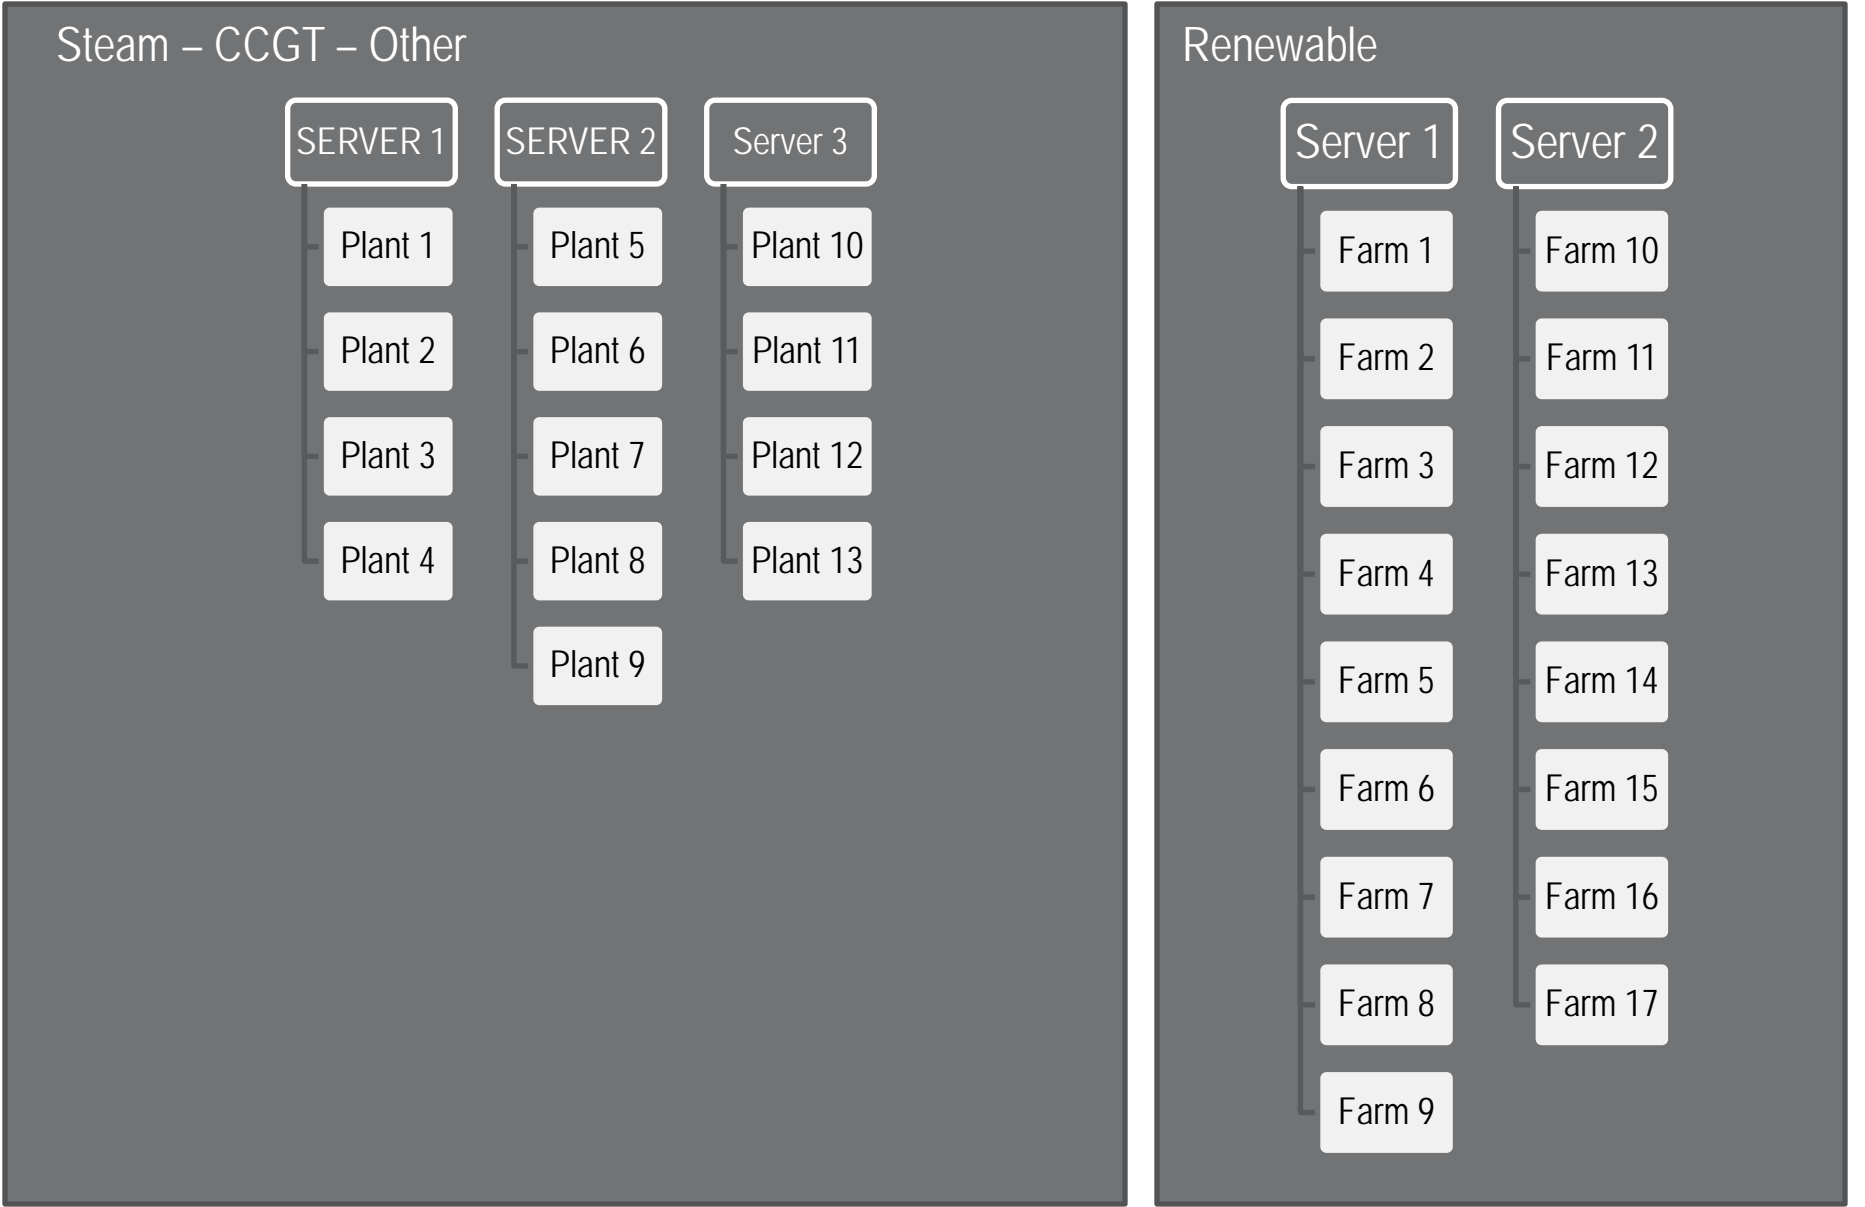 Steam – CCGT – Other
SERVER 1
Plant 1
Plant 2
Plant 3
Plant 4
SERVER 2
Plant 5
Plant 6
Plant 7
Plant 8
Plant 9
Server 3
Plant 10
Plant 11
Plant 12
Plant 13
Renewable
Server 1
Farm 1
Farm 2
Farm 3
Farm 4
Farm 5
Farm 6
Farm 7
Farm 8
Farm 9
Server 2
Farm 10
Farm 11
Farm 12
Farm 13
Farm 14
Farm 15
Farm 16
Farm 17